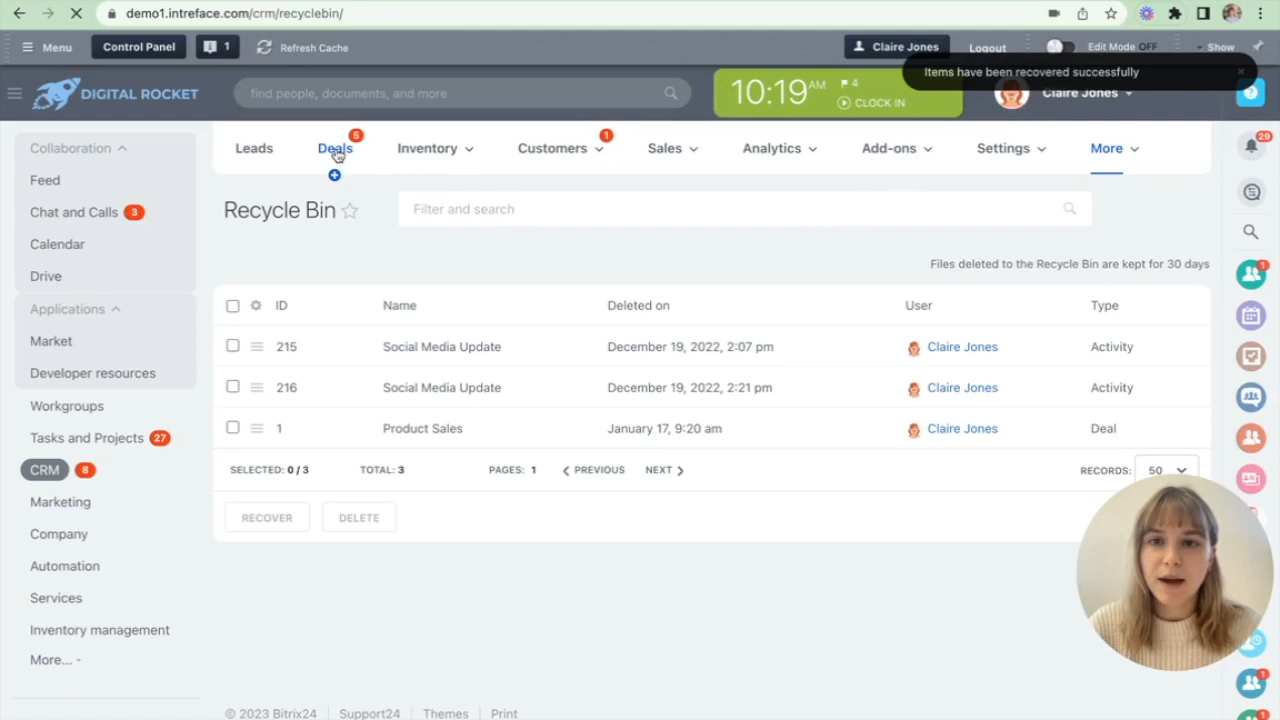 demo1.intreface.com/crm/recyclebin/
Menu
Control Panel
1
Refresh Cache
Claire Jones
Logout
Edit Mode OFF
Show
Items have been recovered successfully
DIGITAL ROCKET
find people, documents, and more
10:19 AM
4
CLOCK IN
Claire Jones
Collaboration
Feed
Chat and Calls 3
Calendar
Drive
Applications
Market
Developer resources
Workgroups
Tasks and Projects 27
CRM 8
Marketing
Company
Automation
Services
Inventory management
More...
Leads
Deals 5
Inventory
Customers 1
Sales
Analytics
Add-ons
Settings
More
Recycle Bin
Filter and search
Files deleted to the Recycle Bin are kept for 30 days
ID Name Deleted on User Type
215 Social Media Update December 19, 2022, 2:07 pm Claire Jones Activity
216 Social Media Update December 19, 2022, 2:21 pm Claire Jones Activity
1 Product Sales January 17, 9:20 am Claire Jones Deal
SELECTED: 0 / 3 TOTAL: 3 PAGES: 1 PREVIOUS NEXT RECORDS: 50
RECOVER DELETE
© 2023 Bitrix24 Support24 Themes Print
29
1
1
1